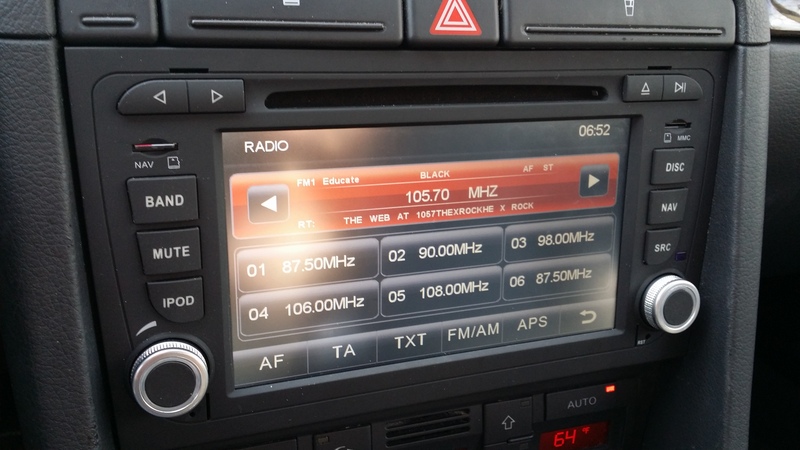 RADIO 06:52
FM1 Educate BLACK AF ST
105.70 MHZ
RT: THE WEB AT 1067THEXROCKHE X ROCK
01 87.50MHz 02 90.00MHz 03 98.00MHz
04 106.00MHz 05 108.00MHz 06 87.50MHz
AF TA TXT FM/AM APS
NAV
BAND
MUTE
IPOD
MMC
DISC
NAV
SRC
RST
AUTO
64 °F